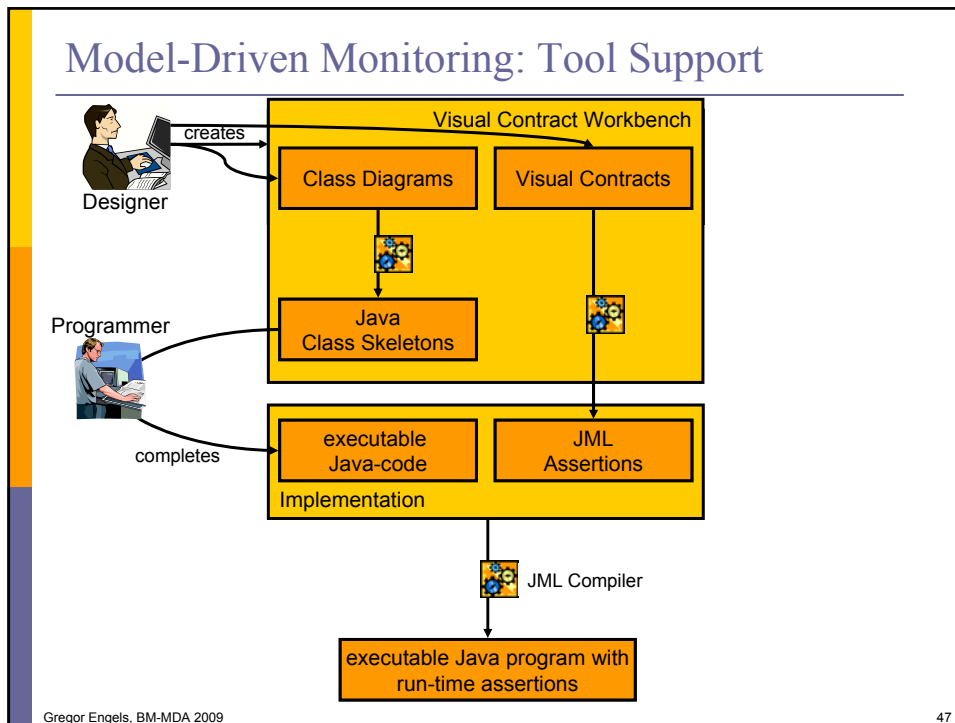 Model-Driven Monitoring: Tool Support
Visual Contract Workbench
creates
Class Diagrams
Visual Contracts
Designer
Programmer
Java
Class Skeletons
completes
executable
Java-code
JML
Assertions
Implementation
JML Compiler
executable Java program with
run-time assertions
Gregor Engels, BM-MDA 2009
47